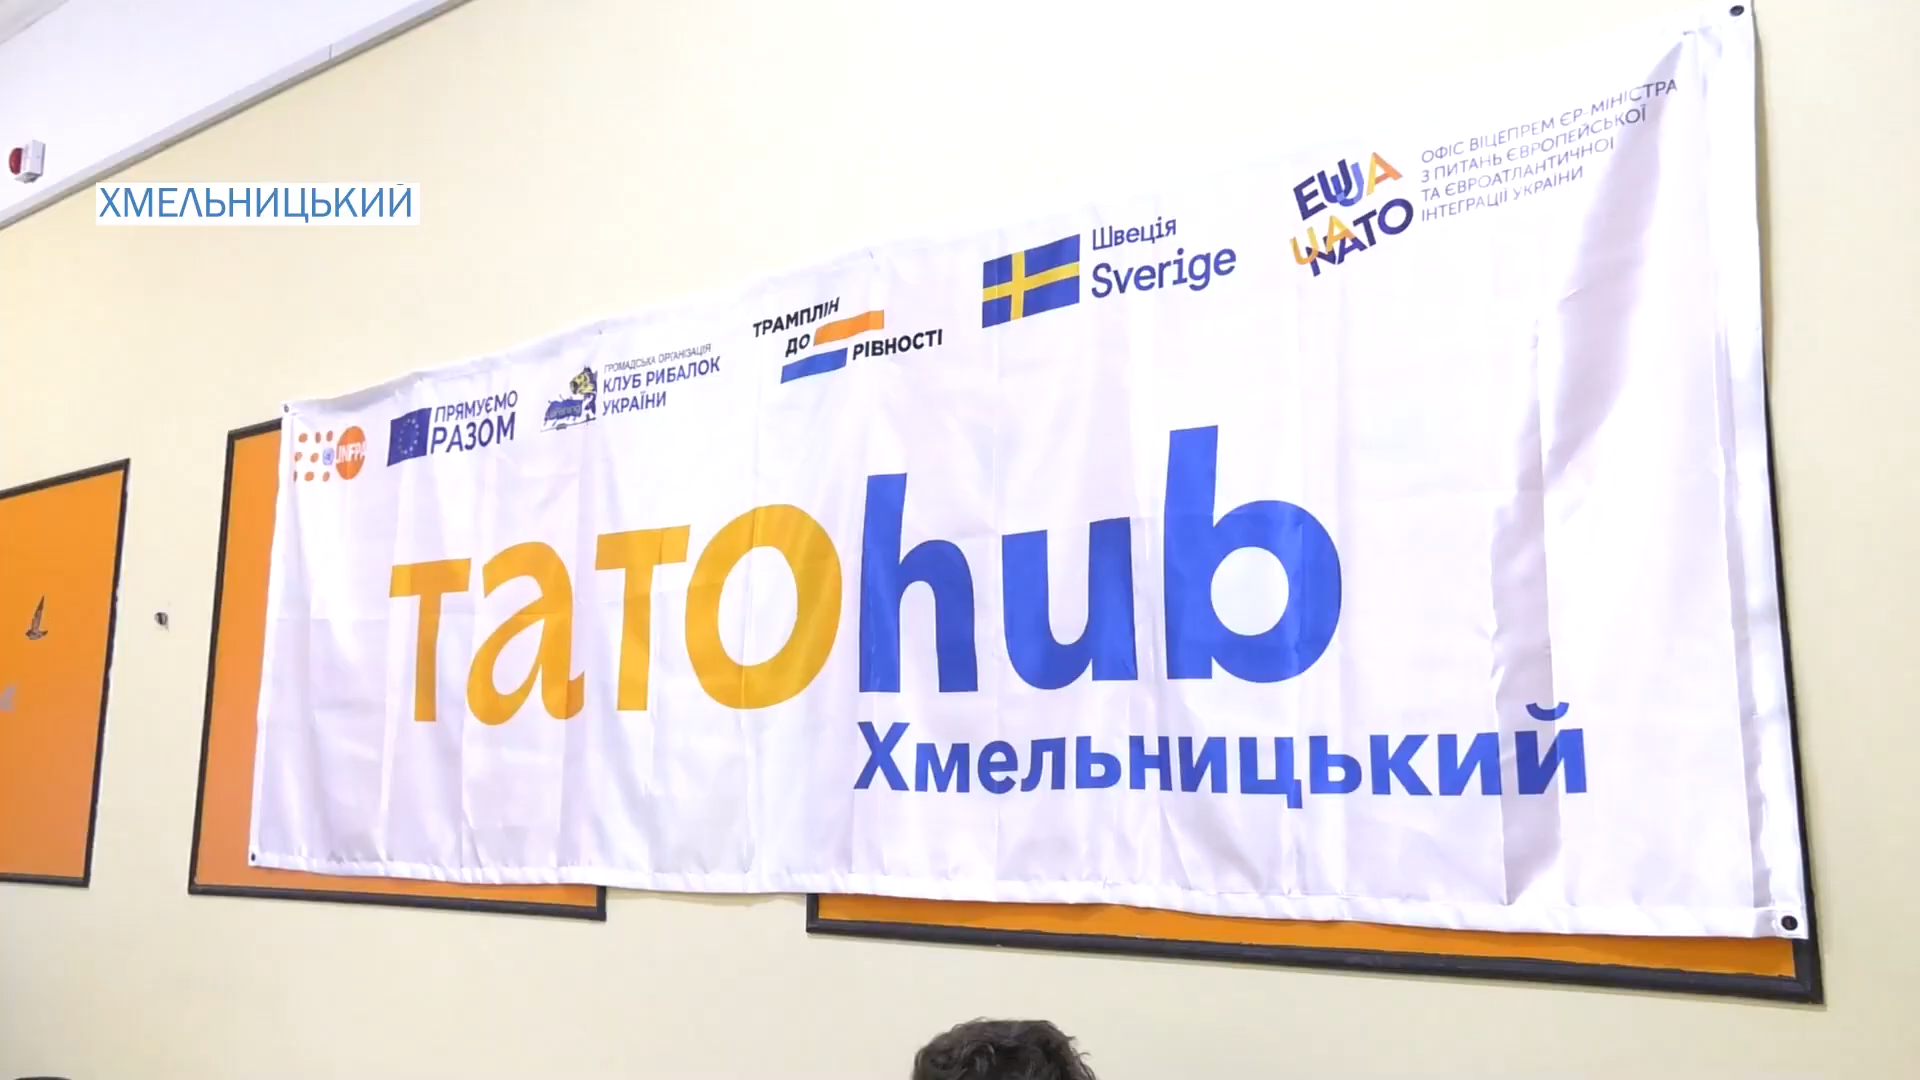 ХМЕЛЬНИЦЬКИЙ
UNFPA
ПРЯМУЄМО
РАЗОМ
ГРОМАДСЬКА ОРГАНІЗАЦІЯ
КЛУБ РИБАЛОК
УКРАЇНИ
ТРАМПЛІН
ДО
РІВНОСТІ
Швеція
Sverige
EU UA
UA NATO
ОФІС ВІЦЕПРЕМ ЄР-МІНІСТРА
З ПИТАНЬ ЄВРОПЕЙСЬКОЇ
ТА ЄВРОАТЛАНТИЧНОЇ
ІНТЕГРАЦІЇ УКРАЇНИ
татоhub
Хмельницький